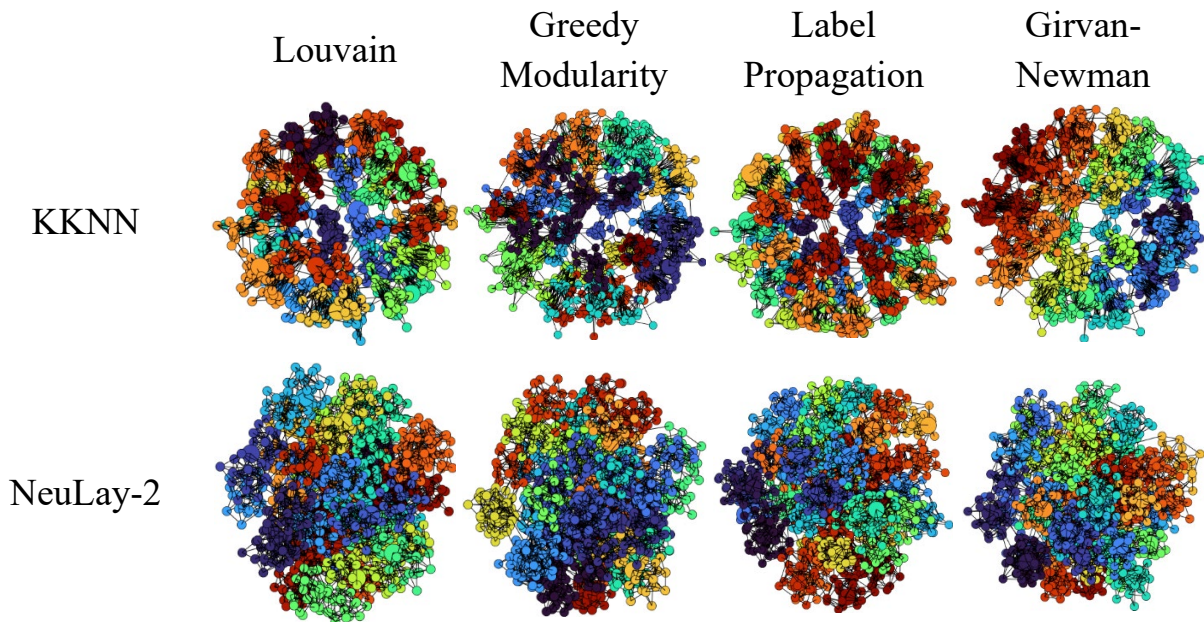 Louvain
Greedy
Modularity
Label
Propagation
Girvan-
Newman
KKNN
NeuLay-2